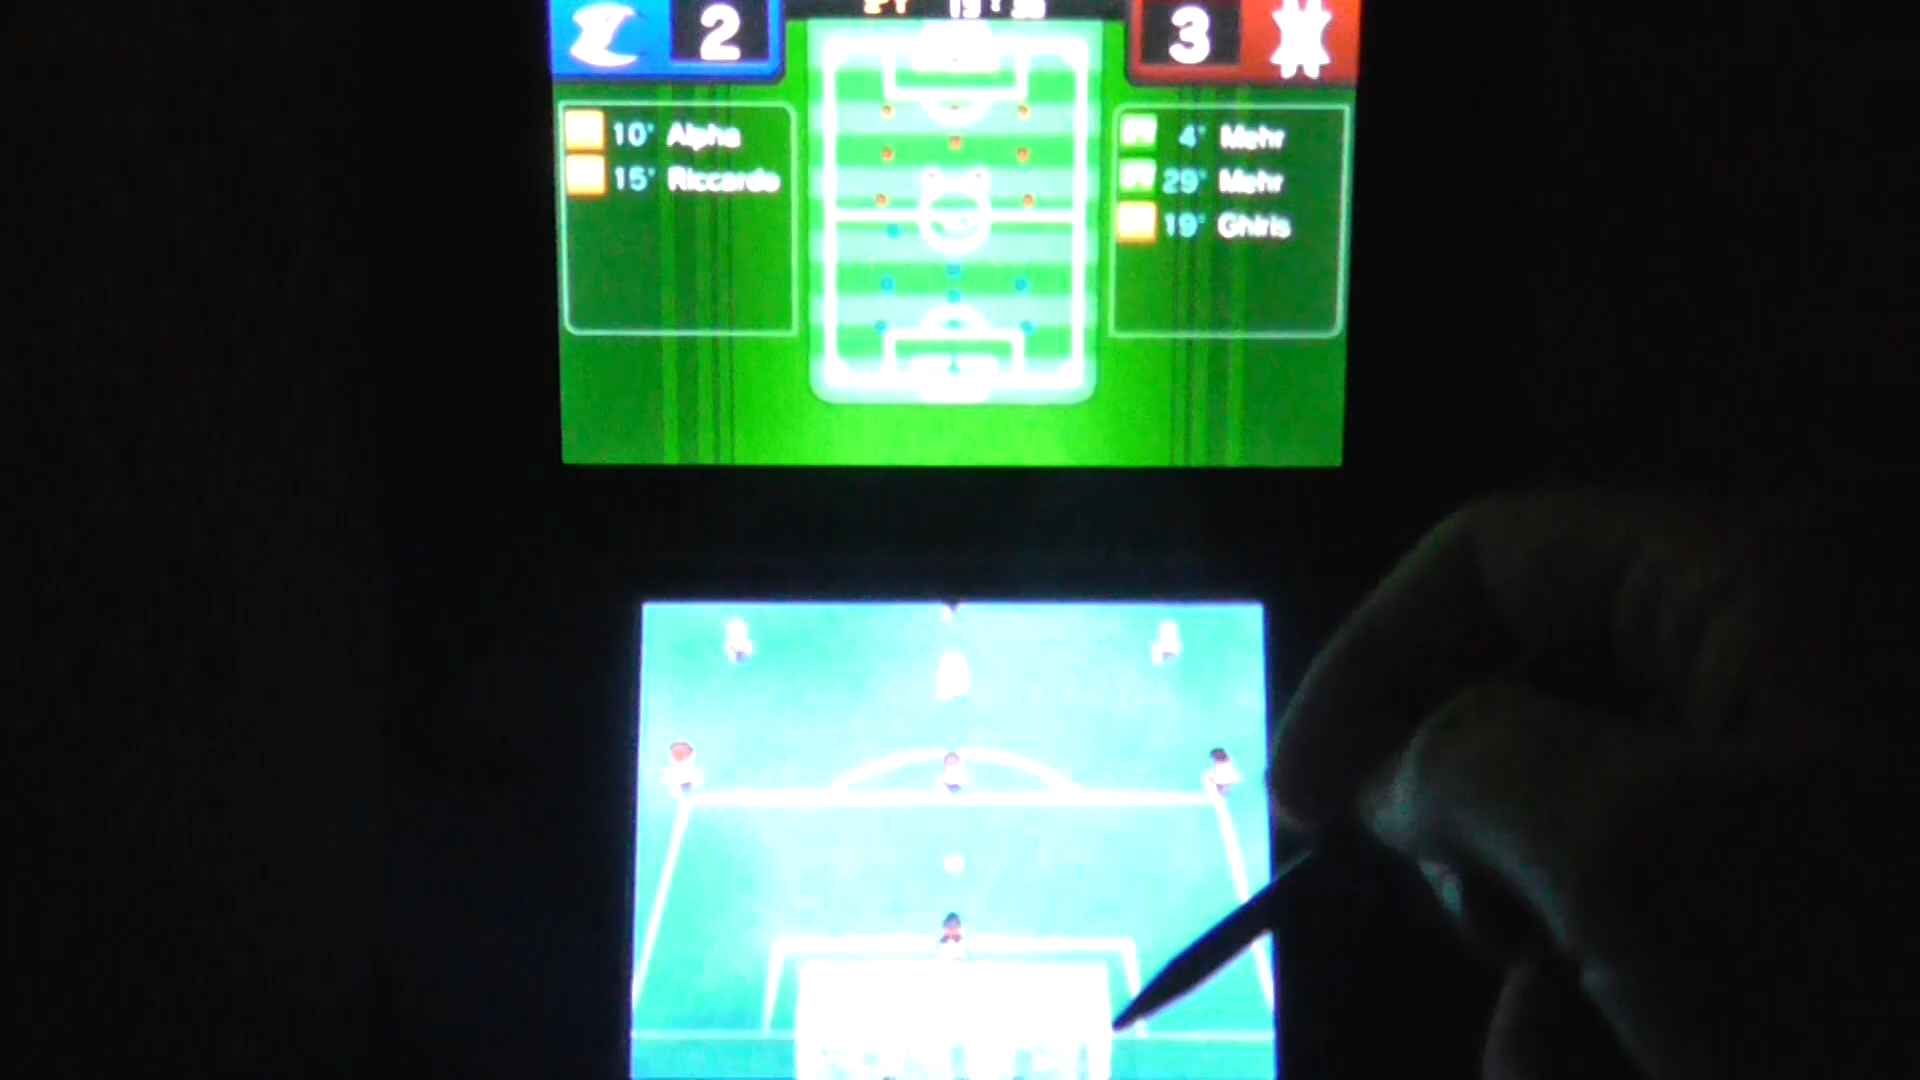 2
3
10' Alpha
15' Riccardo
4' Mehr
29' Mehr
19' Ghiris